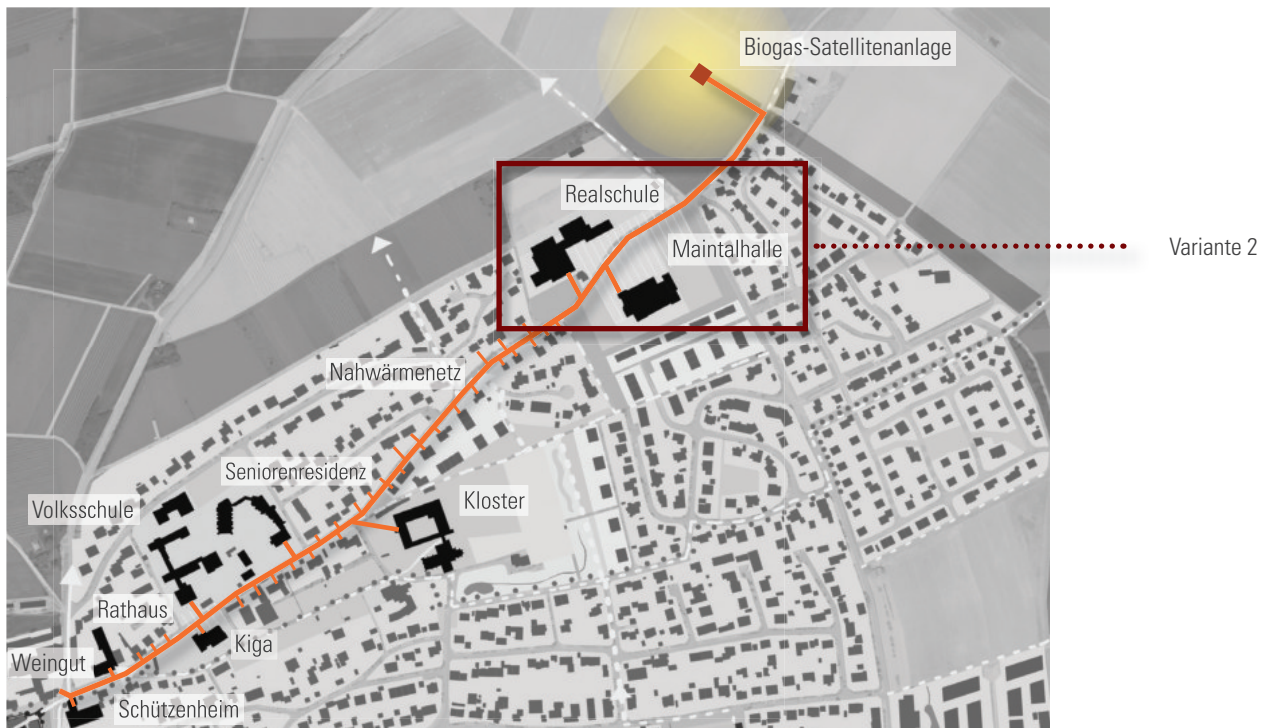 Biogas-Satellitenanlage
Realschule
Maintalhalle
Variante 2
Nahwärmenetz
Seniorenresidenz
Kloster
Volksschule
Rathaus
Kiga
Weingut
Schützenheim